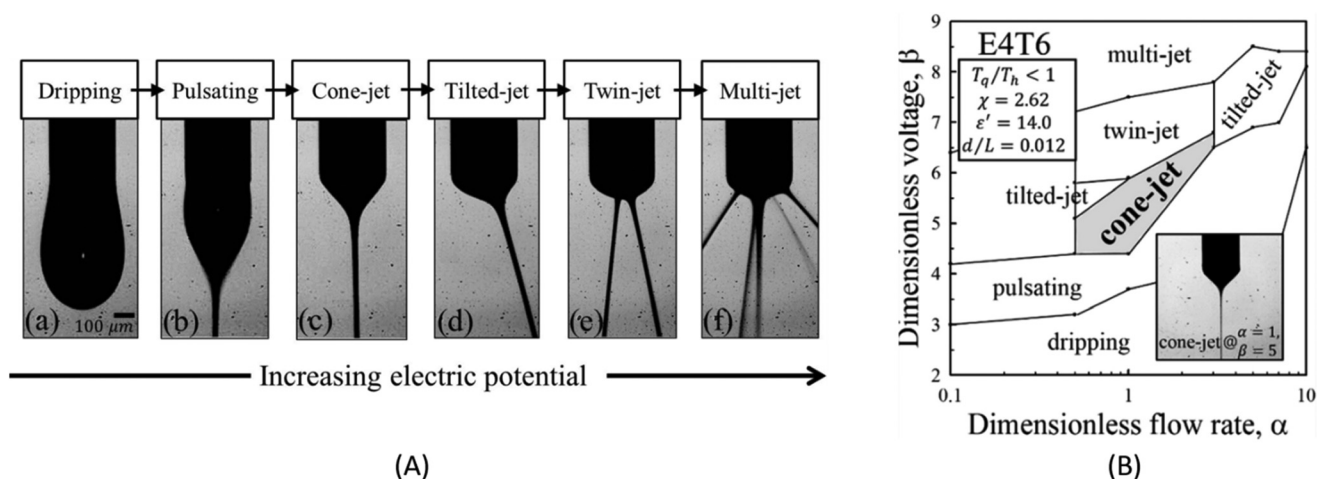 Dripping
Pulsating
Cone-jet
Tilted-jet
Twin-jet
Multi-jet
(a)
100 μm
(b)
(c)
(d)
(e)
(f)
Increasing electric potential
(A)
Dimensionless voltage, β
9
8
7
6
5
4
3
2
E4T6
T_q/T_h < 1
χ = 2.62
ε′ = 14.0
d/L = 0.012
multi-jet
tilted-jet
twin-jet
tilted-jet
cone-jet
pulsating
dripping
cone-jet@ α = 1,
β = 5
0.1
1
10
Dimensionless flow rate, α
(B)